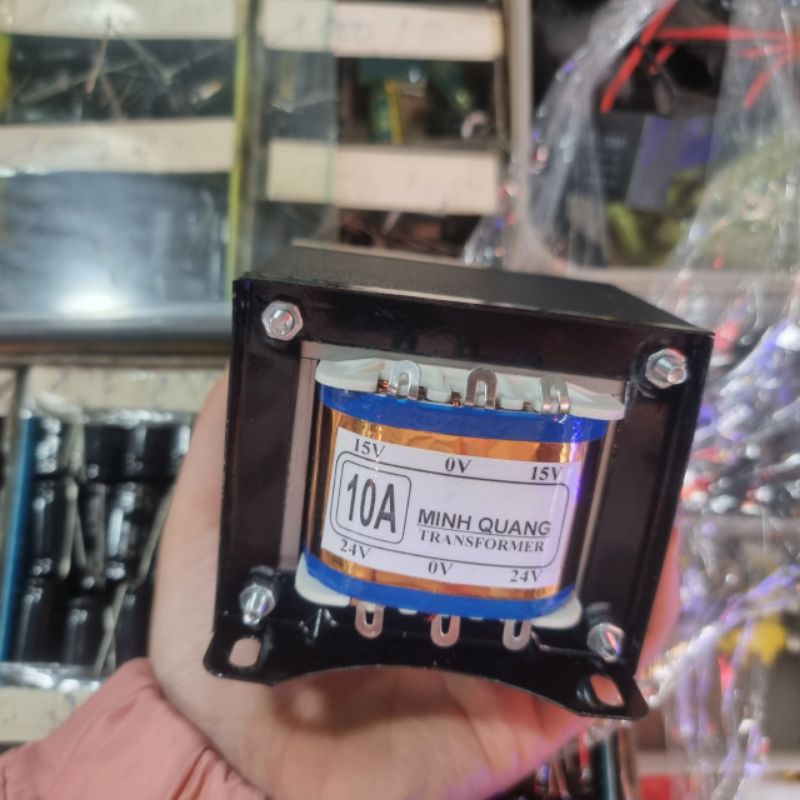 15V 0V 15V
10A
MINH QUANG
TRANSFORMER
24V 0V 24V